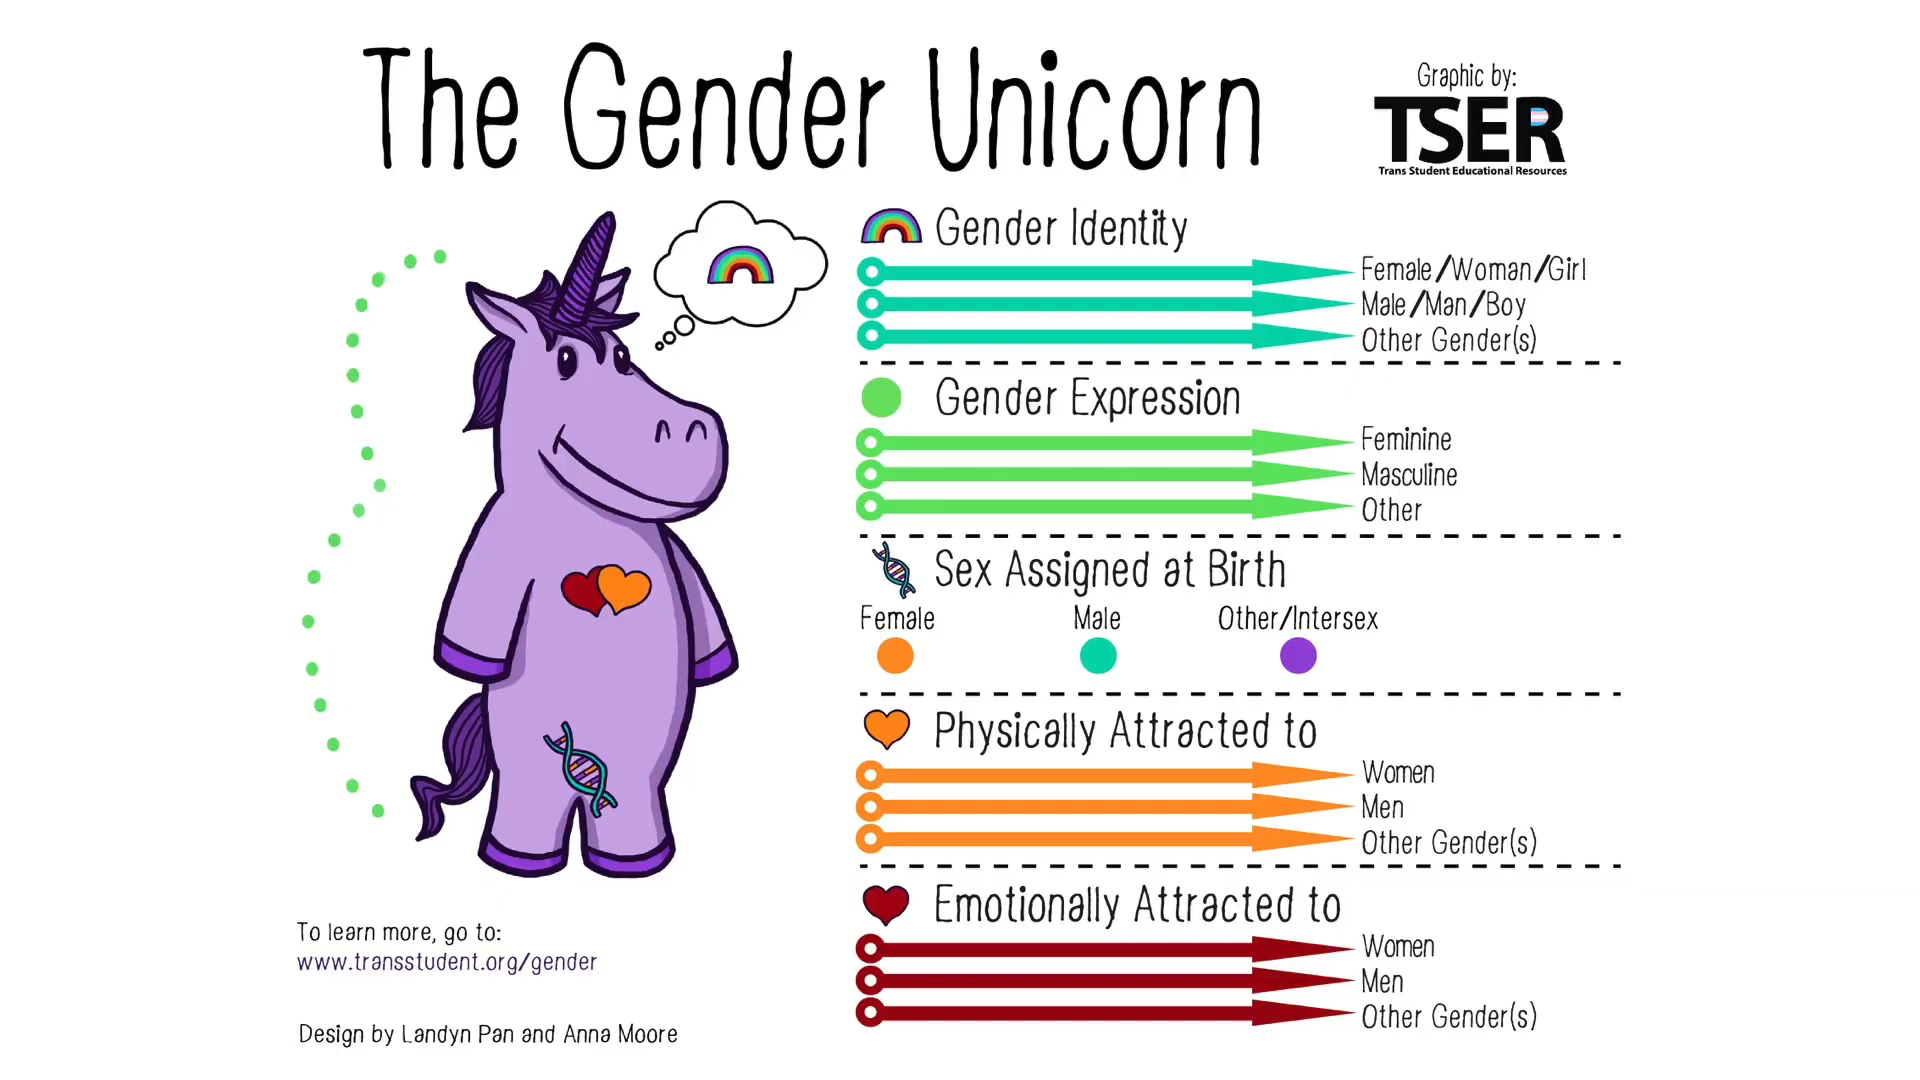 The Gender Unicorn
Graphic by:
TSER
Trans Student Educational Resources
Gender Identity
Female/Woman/Girl
Male/Man/Boy
Other Gender(s)
Gender Expression
Feminine
Masculine
Other
Sex Assigned at Birth
Female Male Other/Intersex
Physically Attracted to
Women
Men
Other Gender(s)
Emotionally Attracted to
Women
Men
Other Gender(s)
To learn more, go to:
www.transstudent.org/gender
Design by Landyn Pan and Anna Moore